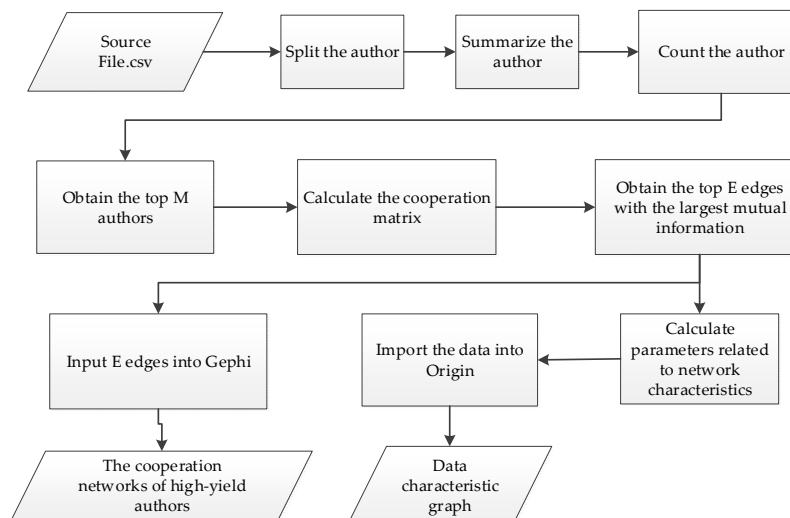 Source
File.csv
Split the author
Summarize the
author
Count the author
Obtain the top M
authors
Calculate the cooperation
matrix
Obtain the top E edges
with the largest mutual
information
Input E edges into Gephi
Import the data into
Origin
Calculate
parameters related
to network
characteristics
The cooperation
networks of high-yield
authors
Data
characteristic
graph